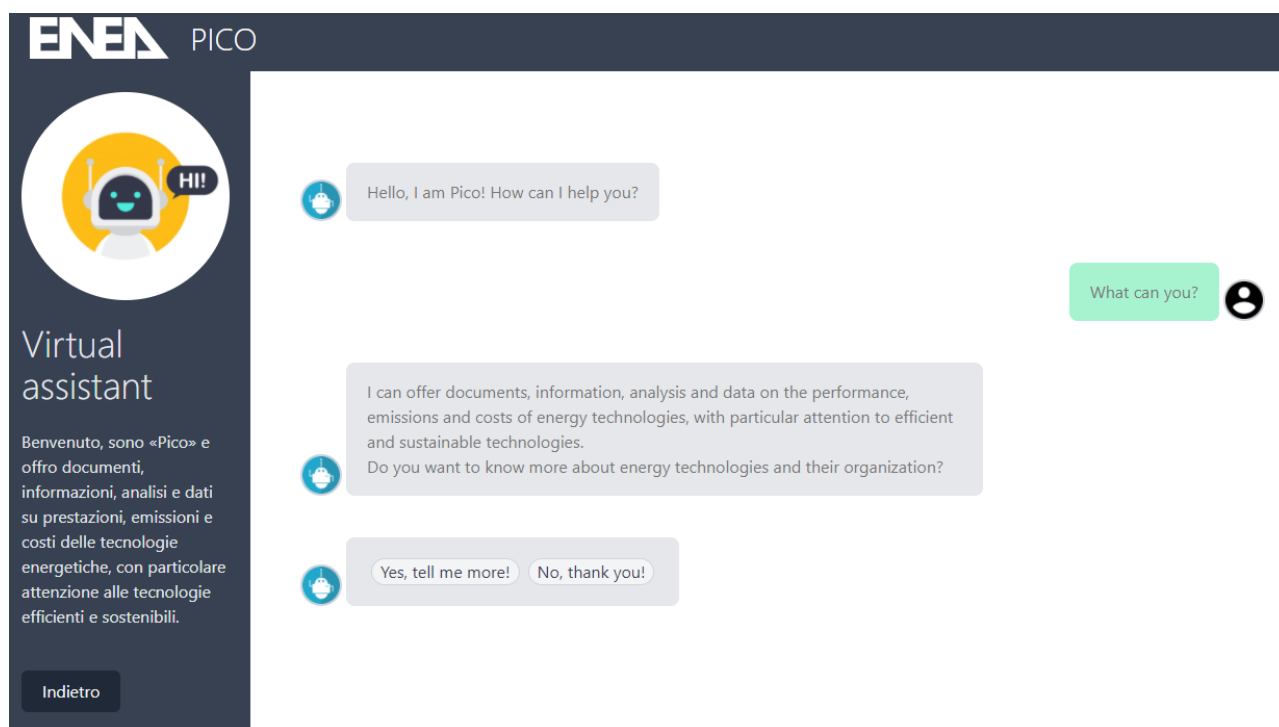 ENEA PICO
HI!
Virtual
assistant
Benvenuto, sono «Pico» e
offro documenti,
informazioni, analisi e dati
su prestazioni, emissioni e
costi delle tecnologie
energetiche, con particolare
attenzione alle tecnologie
efficienti e sostenibili.
Indietro
Hello, I am Pico! How can I help you?
What can you?
I can offer documents, information, analysis and data on the performance,
emissions and costs of energy technologies, with particular attention to efficient
and sustainable technologies.
Do you want to know more about energy technologies and their organization?
Yes, tell me more! No, thank you!